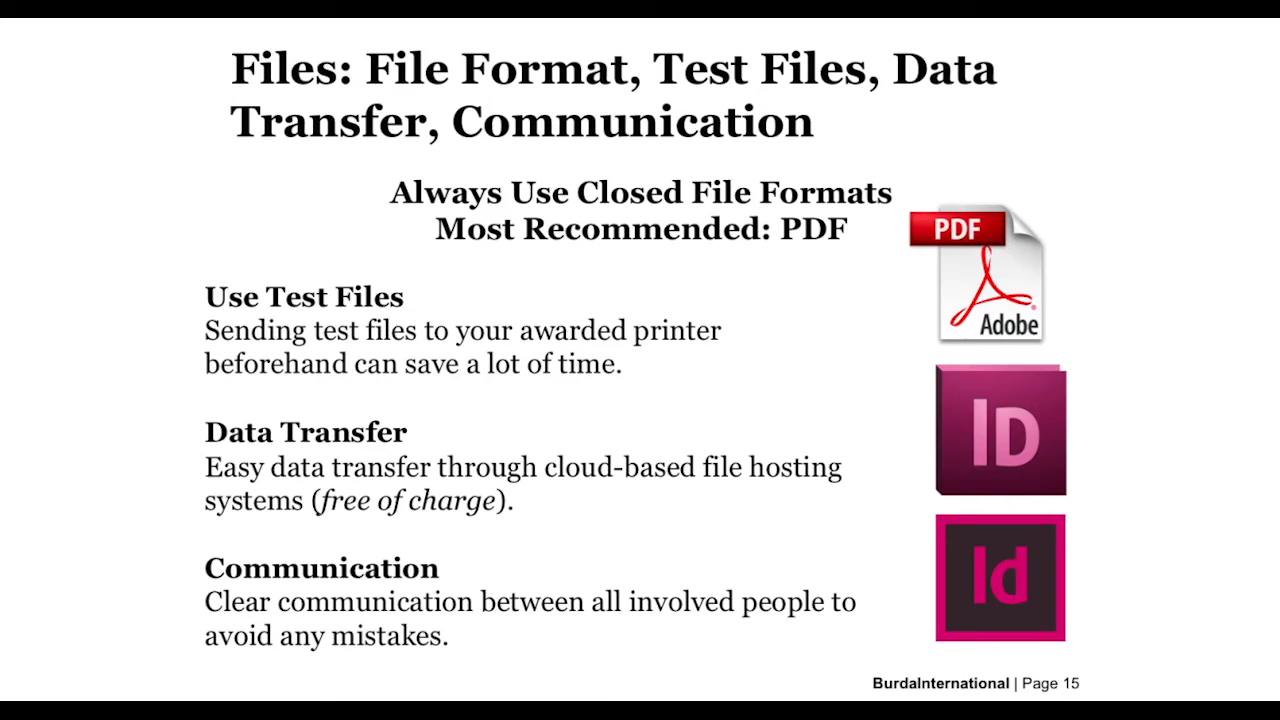 Files: File Format, Test Files, Data
Transfer, Communication
Always Use Closed File Formats
Most Recommended: PDF
PDF
Adobe
Use Test Files
Sending test files to your awarded printer
beforehand can save a lot of time.
ID
Data Transfer
Easy data transfer through cloud-based file hosting
systems (free of charge).
Id
Communication
Clear communication between all involved people to
avoid any mistakes.
BurdaInternational | Page 15